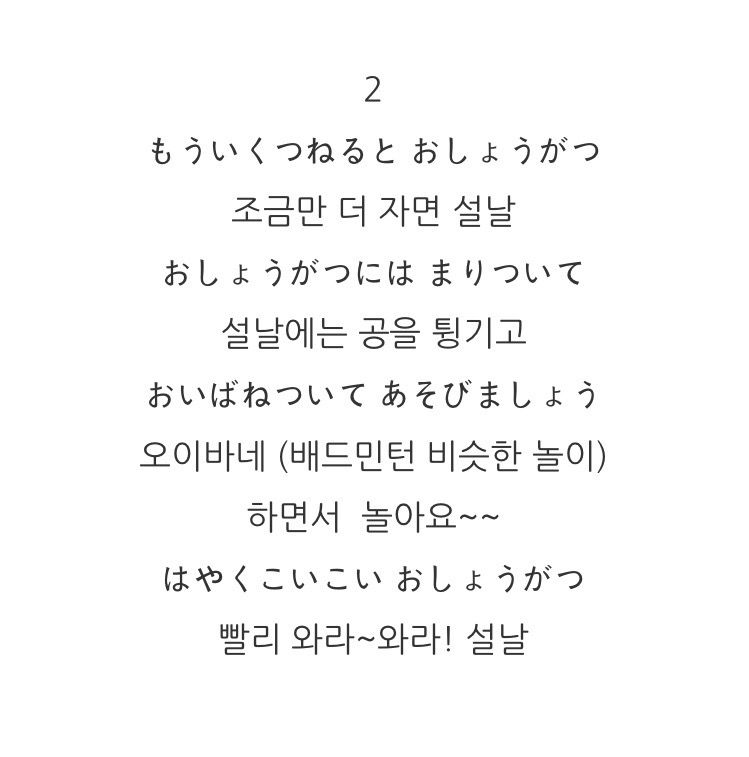 2
もういくつねると おしょうがつ
조금만 더 자면 설날
おしょうがつには まりついて
설날에는 공을 튕기고
おいばねついて あそびましょう
오이바네 (배드민턴 비슷한 놀이)
하면서 놀아요~~
はやくこいこい おしょうがつ
빨리 와라~와라! 설날